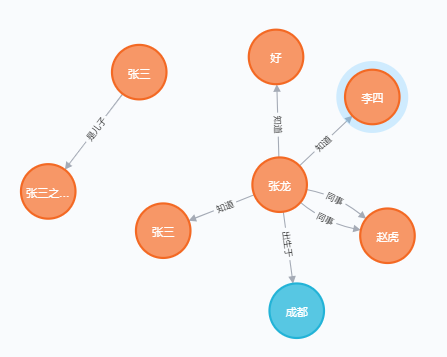 好
张三
李四
是儿子
知道
知道
张龙
张三之...
同事
知道
同事
张三
赵虎
出生于
成都